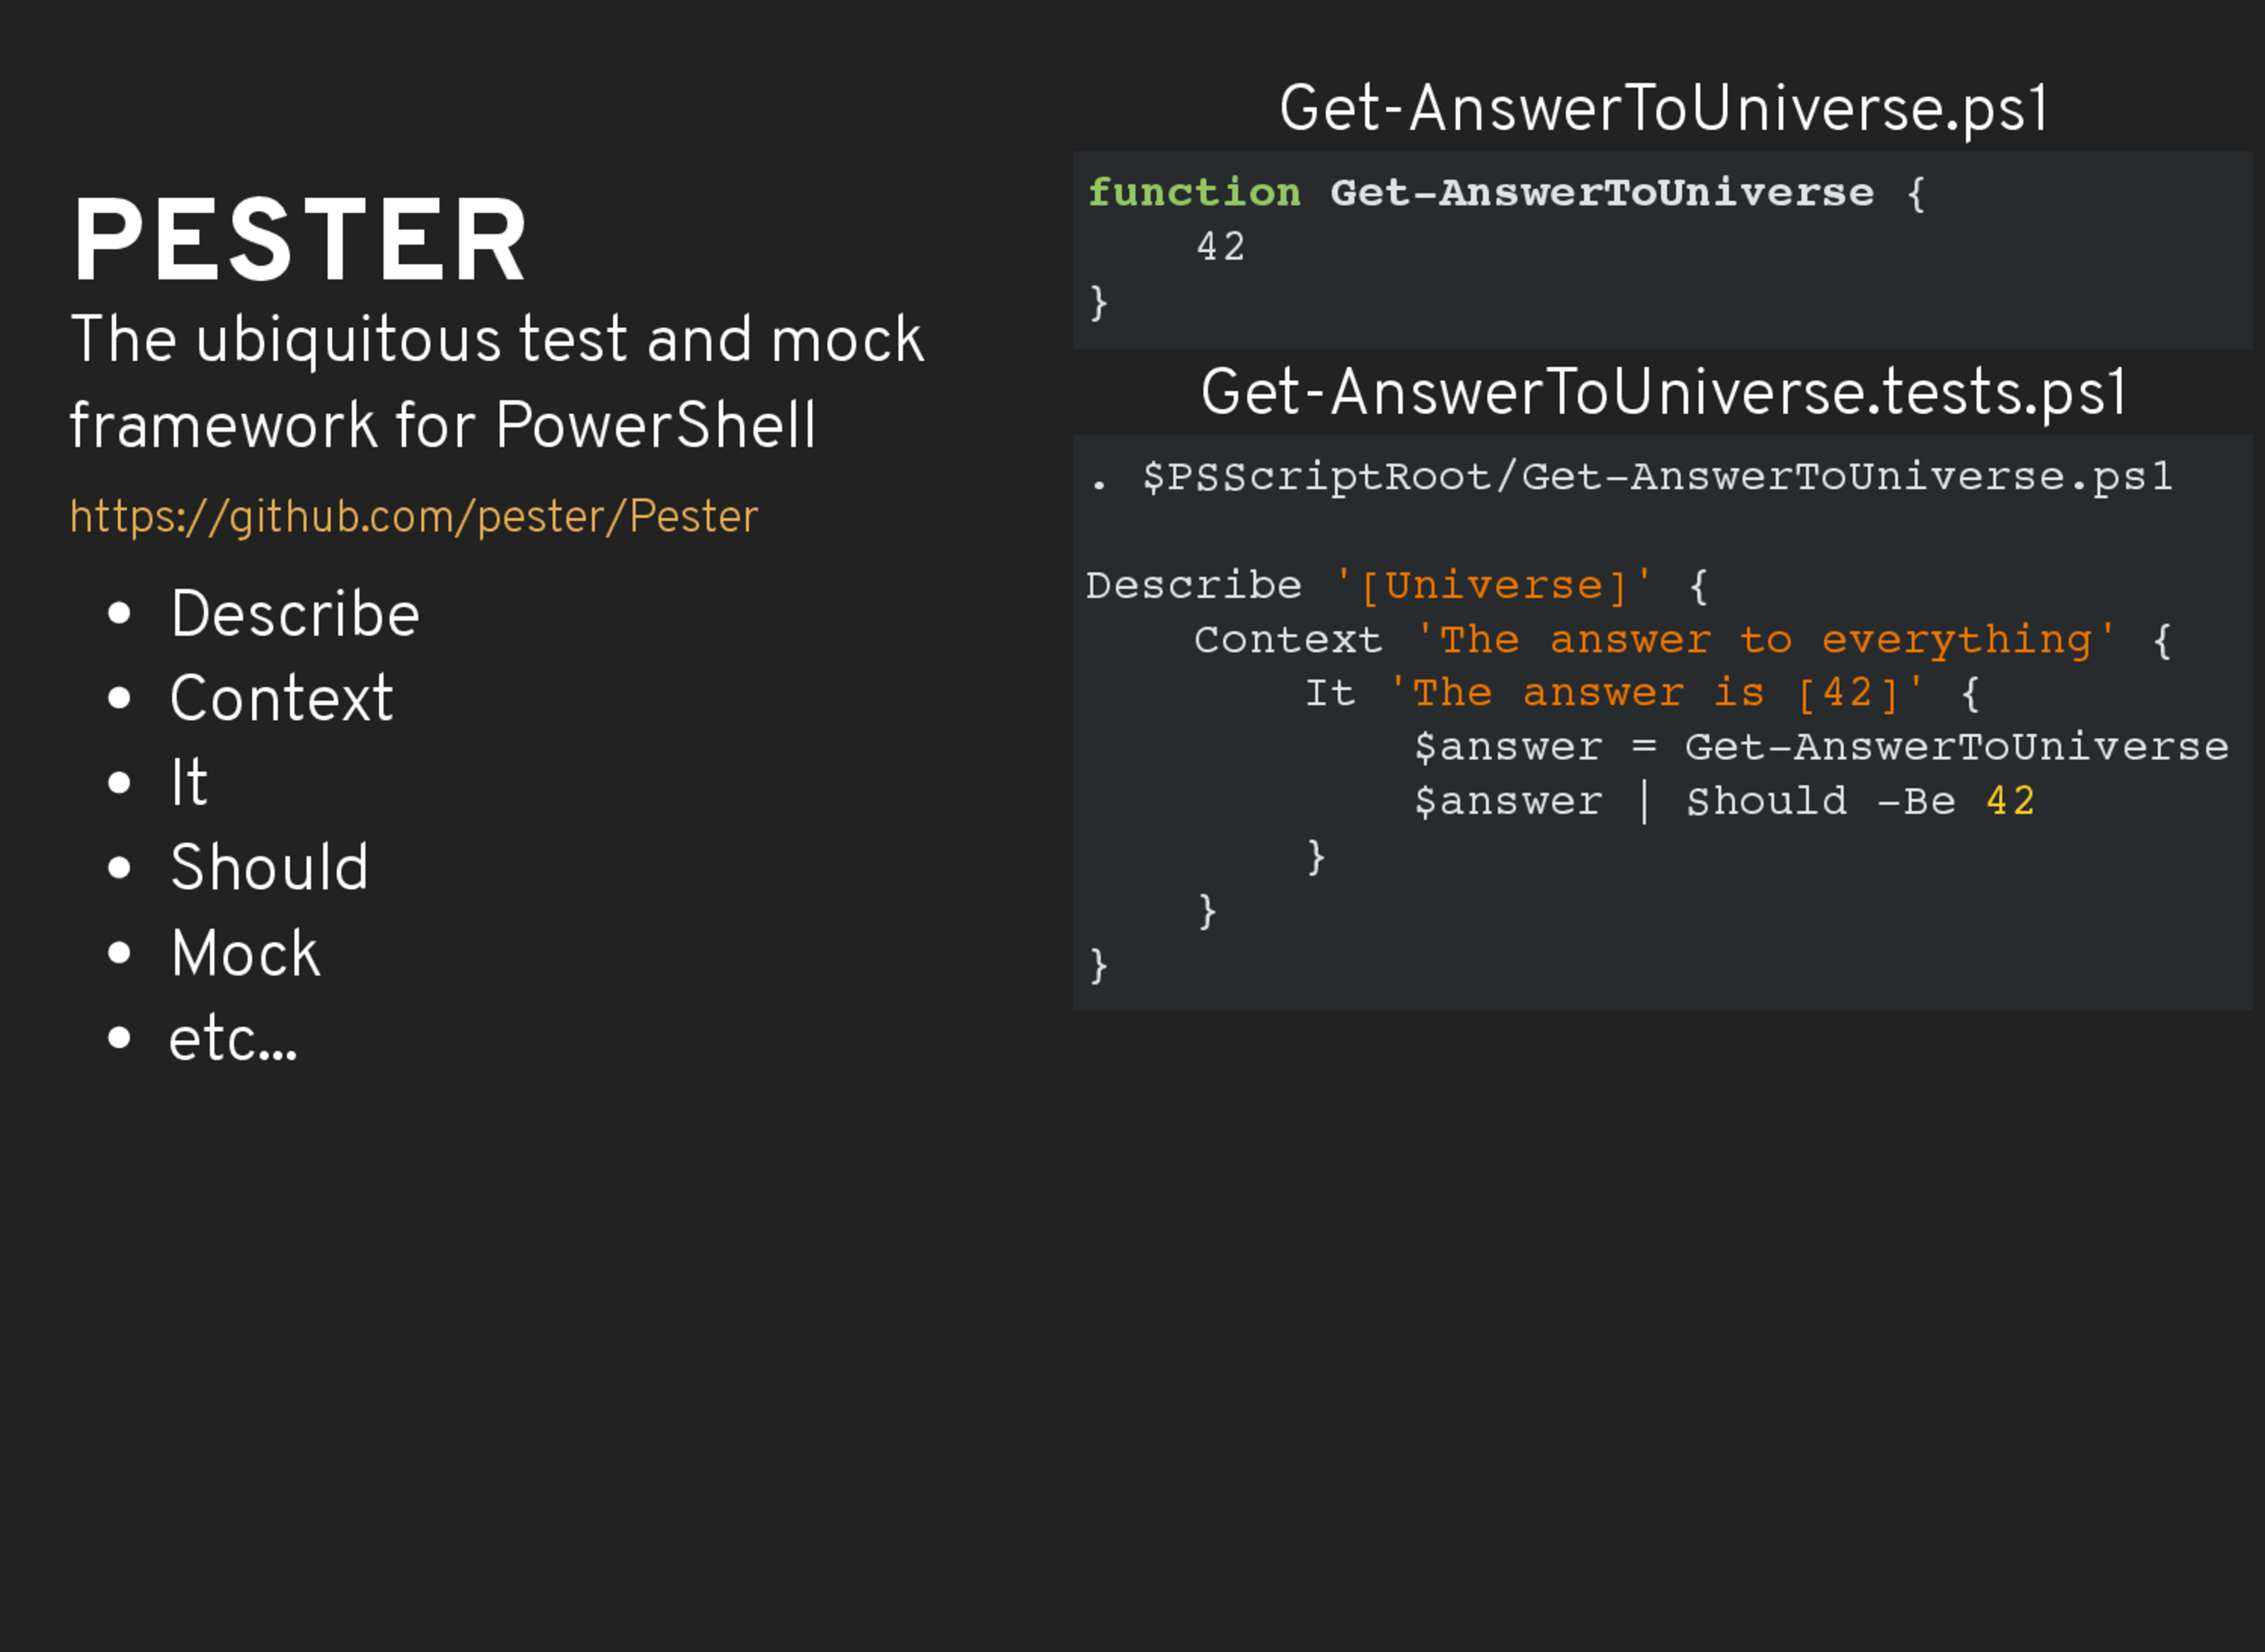 PESTER
The ubiquitous test and mock
framework for PowerShell
https://github.com/pester/Pester
• Describe
• Context
• It
• Should
• Mock
• etc...
Get-AnswerToUniverse.ps1
function Get-AnswerToUniverse {
    42
}
Get-AnswerToUniverse.tests.ps1
. $PSScriptRoot/Get-AnswerToUniverse.ps1
Describe '[Universe]' {
    Context 'The answer to everything' {
        It 'The answer is [42]' {
            $answer = Get-AnswerToUniverse
            $answer | Should -Be 42
        }
    }
}